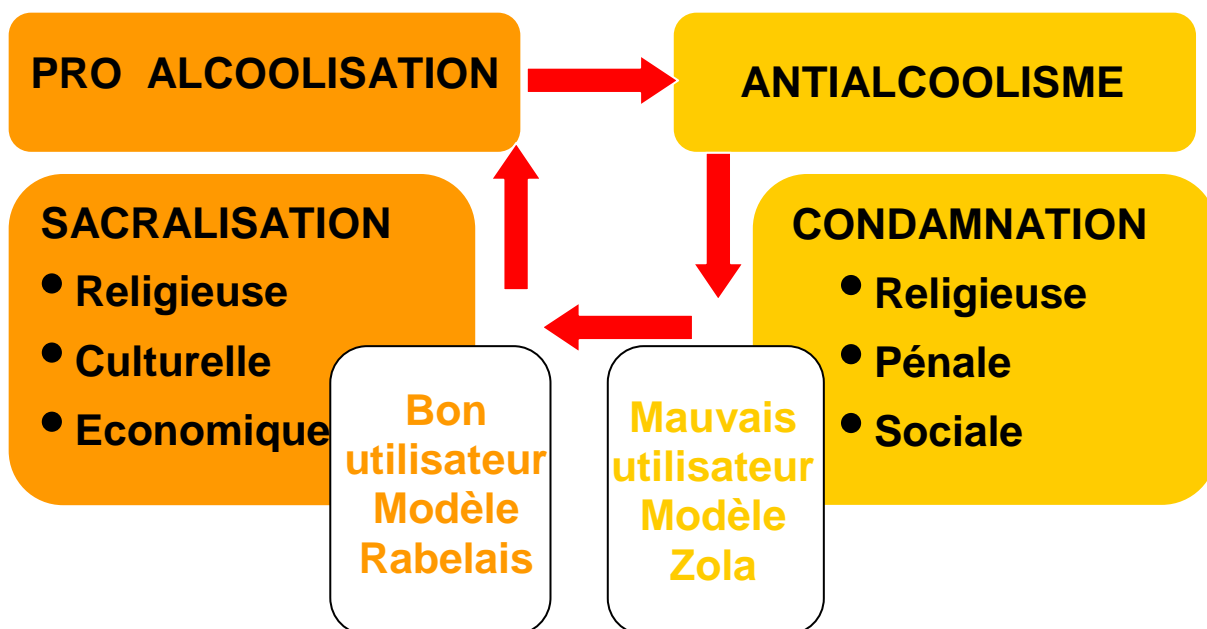 PRO ALCOOLISATION
ANTIALCOOLISME
SACRALISATION
• Religieuse
• Culturelle
• Economique
CONDAMNATION
• Religieuse
• Pénale
• Sociale
Bon
utilisateur
Modèle
Rabelais
Mauvais
utilisateur
Modèle
Zola